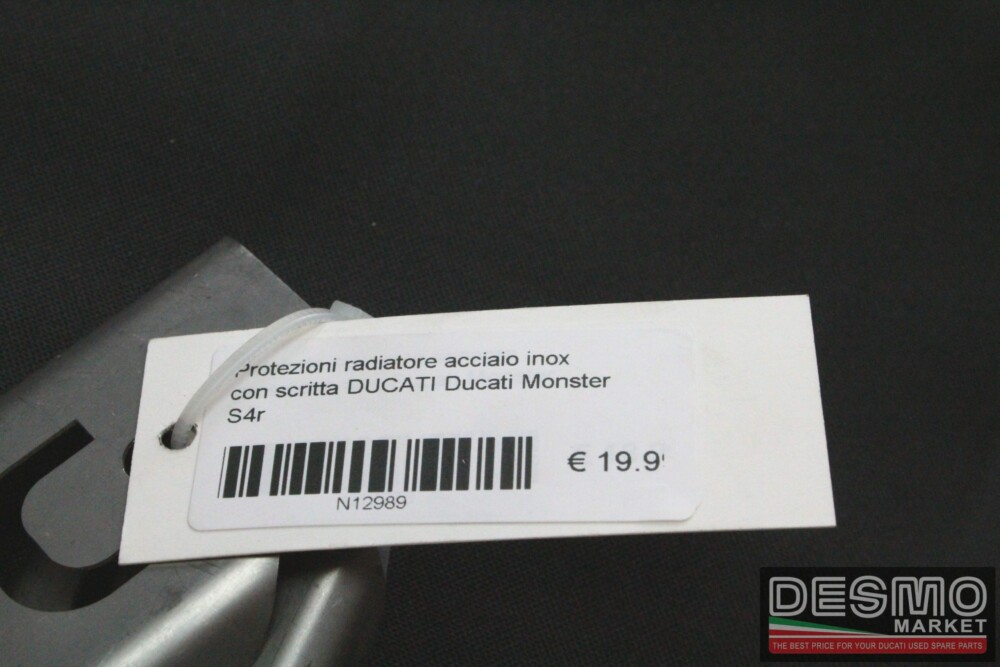 Protezioni radiatore acciaio inox
con scritta DUCATI Ducati Monster
S4r
€ 19.9
N12989
DESMO
MARKET
THE BEST PRICE FOR YOUR DUCATI USED SPARE PARTS